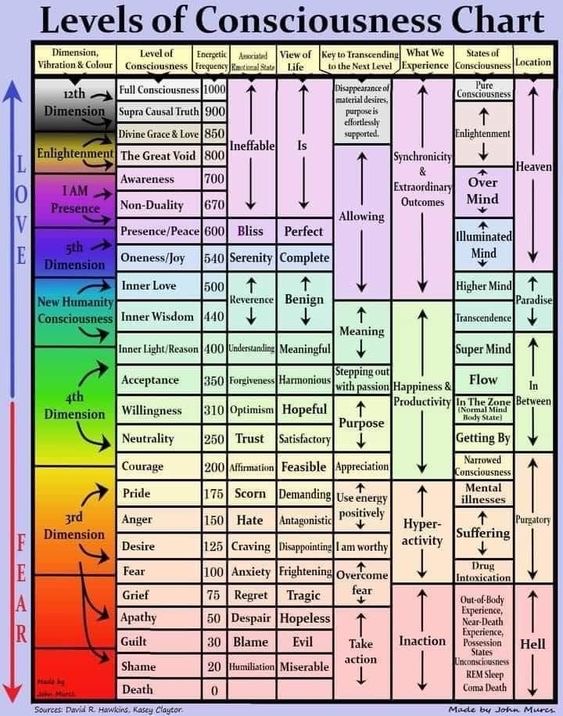 Levels of Consciousness Chart
Dimension, Vibration & Colour | Level of Consciousness | Energetic Frequency | Associated Emotional State | View of Life | Key to Transcending to the Next Level | What We Experience | States of Consciousness | Location
LOVE
FEAR
12th Dimension
Enlightenment
I AM Presence
5th Dimension
New Humanity Consciousness
4th Dimension
3rd Dimension
Full Consciousness 1000
Supra Causal Truth 900
Divine Grace & Love 850
The Great Void 800
Awareness 700
Non-Duality 670
Ineffable
Is
Presence/Peace 600 Bliss Perfect
Oneness/Joy 540 Serenity Complete
Inner Love 500
Inner Wisdom 440
Reverence
Benign
Inner Light/Reason 400 Understanding Meaningful
Acceptance 350 Forgiveness Harmonious
Willingness 310 Optimism Hopeful
Neutrality 250 Trust Satisfactory
Courage 200 Affirmation Feasible
Pride 175 Scorn Demanding
Anger 150 Hate Antagonistic
Desire 125 Craving Disappointing
Fear 100 Anxiety Frightening
Grief 75 Regret Tragic
Apathy 50 Despair Hopeless
Guilt 30 Blame Evil
Shame 20 Humiliation Miserable
Death 0
Disappearance of
material desires,
purpose is
effortlessly
supported.
Allowing
Meaning
Stepping out
with passion
Purpose
Appreciation
Use energy
positively
I am worthy
Overcome
fear
Take
action
Synchronicity
&
Extraordinary
Outcomes
Happiness &
Productivity
Hyper-
activity
Inaction
Pure
Consciousness
Enlightenment
Over
Mind
Illuminated
Mind
Higher Mind
Transcendence
Super Mind
Flow
In The Zone
(Normal Mind
Body State)
Getting By
Narrowed
Consciousness
Mental
illnesses
Suffering
Drug
Intoxication
Out-of-Body
Experience,
Near-Death
Experience,
Possession
States
Unconsciousness
REM Sleep
Coma Death
Heaven
Paradise
In
Between
Purgatory
Hell
Made by
John Murcs.
Sources: David R. Hawkins, Kasey Claytor.
Made by John Murcs.